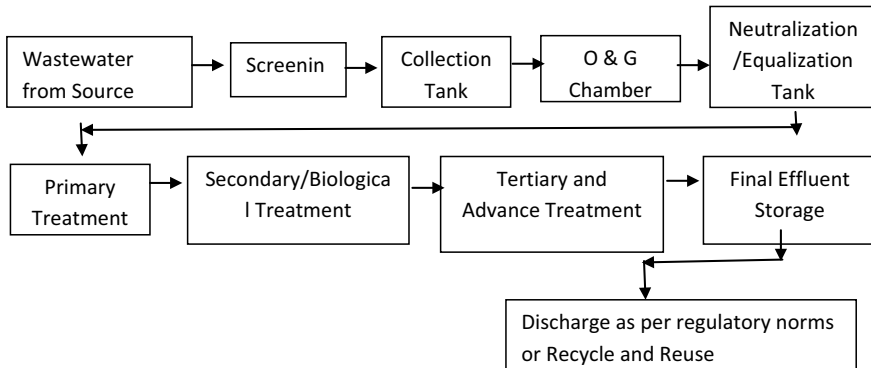 Wastewater
from Source
Screenin
Collection
Tank
O & G
Chamber
Neutralization
/Equalization
Tank
Primary
Treatment
Secondary/Biologica
l Treatment
Tertiary and
Advance Treatment
Final Effluent
Storage
Discharge as per regulatory norms
or Recycle and Reuse